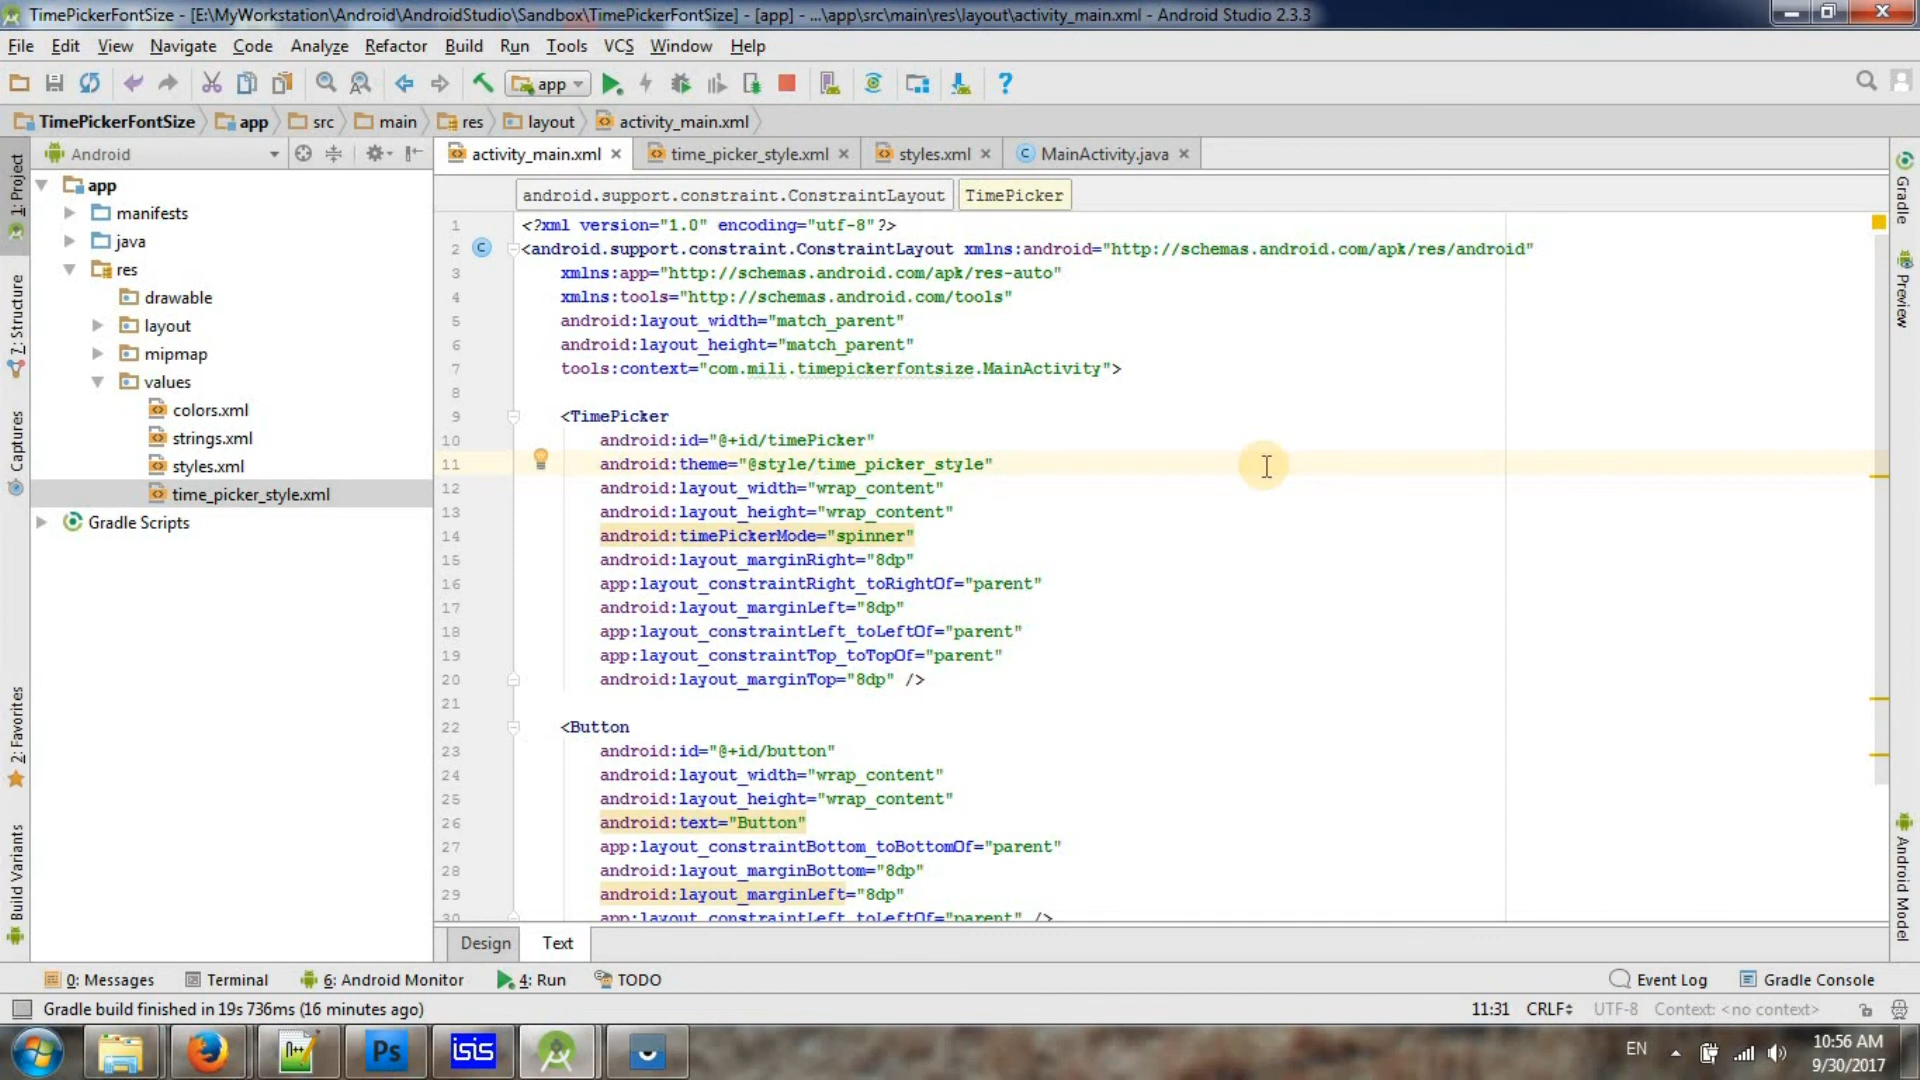 TimePickerFontSize - [E:\MyWorkstation\Android\AndroidStudio\Sandbox\TimePickerFontSize] - [app] - ...\app\src\main\res\layout\activity_main.xml - Android Studio 2.3.3
File Edit View Navigate Code Analyze Refactor Build Run Tools VCS Window Help
app
TimePickerFontSize app src main res layout activity_main.xml
Android
activity_main.xml time_picker_style.xml styles.xml MainActivity.java
android.support.constraint.ConstraintLayout TimePicker
1: Project
7: Structure
Captures
2: Favorites
Build Variants
app
manifests
java
res
drawable
layout
mipmap
values
colors.xml
strings.xml
styles.xml
time_picker_style.xml
Gradle Scripts
1 <?xml version="1.0" encoding="utf-8"?>
2 <android.support.constraint.ConstraintLayout xmlns:android="http://schemas.android.com/apk/res/android"
3 xmlns:app="http://schemas.android.com/apk/res-auto"
4 xmlns:tools="http://schemas.android.com/tools"
5 android:layout_width="match_parent"
6 android:layout_height="match_parent"
7 tools:context="com.mili.timepickerfontsize.MainActivity">
8
9 <TimePicker
10 android:id="@+id/timePicker"
11 android:theme="@style/time_picker_style"
12 android:layout_width="wrap_content"
13 android:layout_height="wrap_content"
14 android:timePickerMode="spinner"
15 android:layout_marginRight="8dp"
16 app:layout_constraintRight_toRightOf="parent"
17 android:layout_marginLeft="8dp"
18 app:layout_constraintLeft_toLeftOf="parent"
19 app:layout_constraintTop_toTopOf="parent"
20 android:layout_marginTop="8dp" />
21
22 <Button
23 android:id="@+id/button"
24 android:layout_width="wrap_content"
25 android:layout_height="wrap_content"
26 android:text="Button"
27 app:layout_constraintBottom_toBottomOf="parent"
28 android:layout_marginBottom="8dp"
29 android:layout_marginLeft="8dp"
30 app:layout_constraintLeft_toLeftOf="parent" />
Gradle
Preview
Android Model
Design Text
0: Messages Terminal 6: Android Monitor 4: Run TODO Event Log Gradle Console
Gradle build finished in 19s 736ms (16 minutes ago) 11:31 CRLF UTF-8 Context: <no context>
Ps isis EN 10:56 AM
9/30/2017